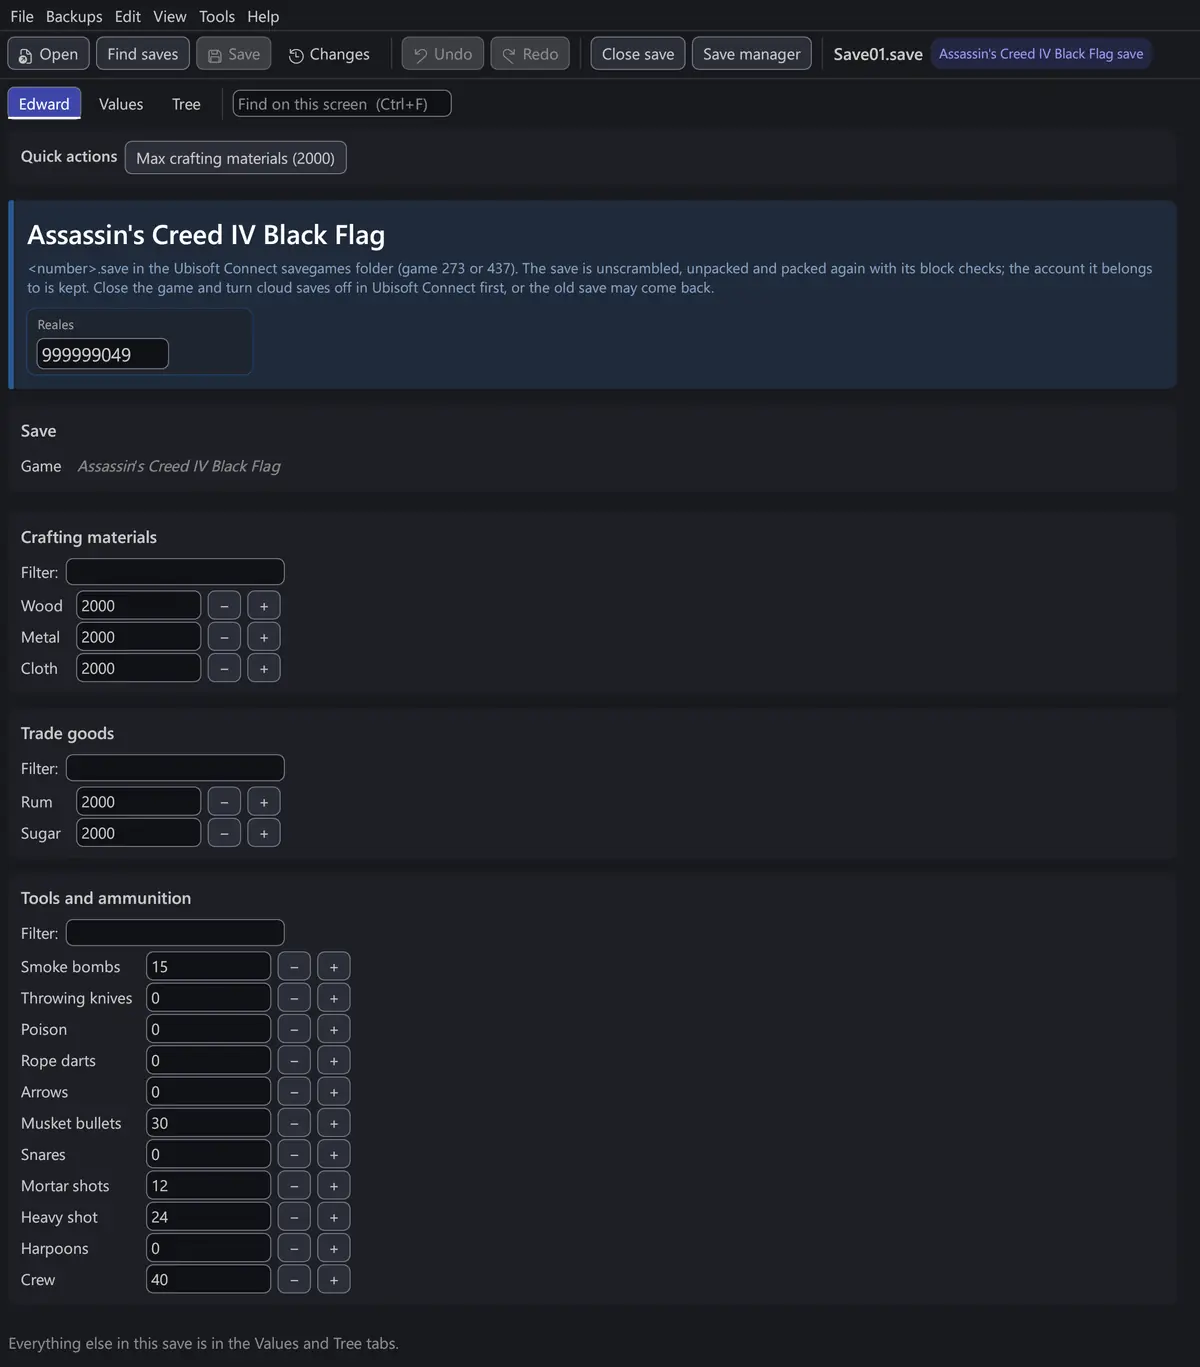 File Backups Edit View Tools Help
Open Find saves Save Changes Undo Redo Close save Save manager Save01.save Assassin's Creed IV Black Flag save
Edward Values Tree Find on this screen (Ctrl+F)
Quick actions Max crafting materials (2000)
Assassin's Creed IV Black Flag
<number>.save in the Ubisoft Connect savegames folder (game 273 or 437). The save is unscrambled, unpacked and packed again with its block checks; the account it belongs
to is kept. Close the game and turn cloud saves off in Ubisoft Connect first, or the old save may come back.
Reales
999999049
Save
Game Assassin's Creed IV Black Flag
Crafting materials
Filter:
Wood 2000 – +
Metal 2000 – +
Cloth 2000 – +
Trade goods
Filter:
Rum 2000 – +
Sugar 2000 – +
Tools and ammunition
Filter:
Smoke bombs 15 – +
Throwing knives 0 – +
Poison 0 – +
Rope darts 0 – +
Arrows 0 – +
Musket bullets 30 – +
Snares 0 – +
Mortar shots 12 – +
Heavy shot 24 – +
Harpoons 0 – +
Crew 40 – +
Everything else in this save is in the Values and Tree tabs.